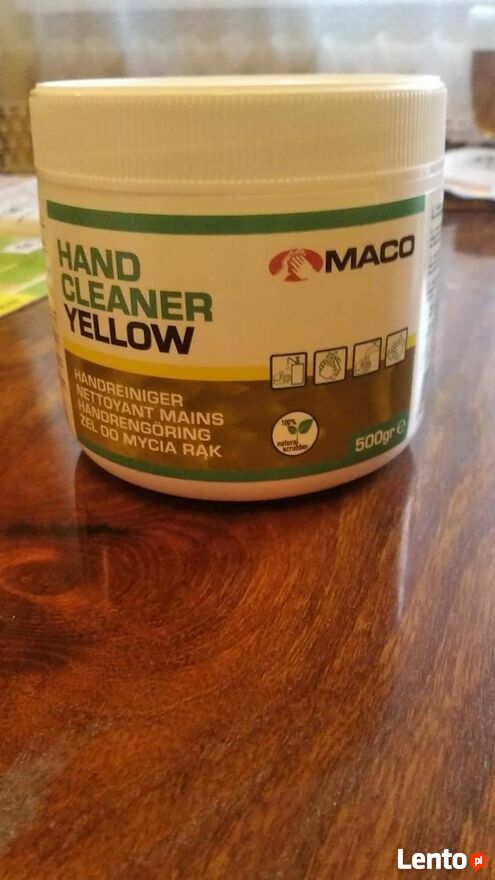 HAND
CLEANER
YELLOW
MACO
HANDREINIGER
NETTOYANT MAINS
HANDRENGÖRING
ŻEL DO MYCIA RĄK
100%
natural
scrubber
500gr ℮
Lento.pl